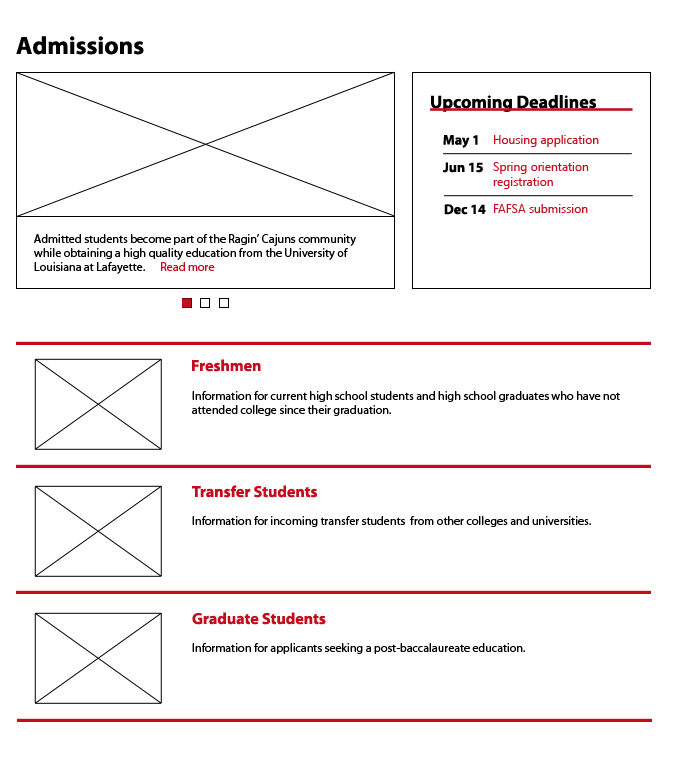 Admissions
Admitted students become part of the Ragin’ Cajuns community
while obtaining a high quality education from the University of
Louisiana at Lafayette. Read more
Upcoming Deadlines
May 1 Housing application
Jun 15 Spring orientation
registration
Dec 14 FAFSA submission
Freshmen
Information for current high school students and high school graduates who have not
attended college since their graduation.
Transfer Students
Information for incoming transfer students from other colleges and universities.
Graduate Students
Information for applicants seeking a post-baccalaureate education.